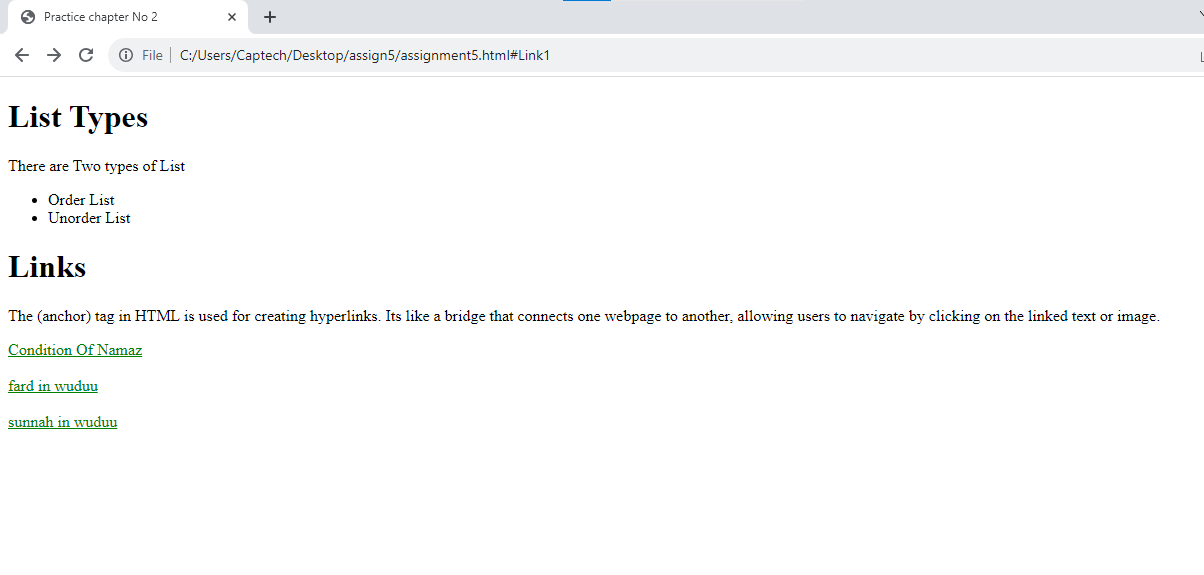 Practice chapter No 2
File
C:/Users/Captech/Desktop/assign5/assignment5.html#Link1
List Types
There are Two types of List
Order List
Unorder List
Links
The (anchor) tag in HTML is used for creating hyperlinks. Its like a bridge that connects one webpage to another, allowing users to navigate by clicking on the linked text or image.
Condition Of Namaz
fard in wuduu
sunnah in wuduu